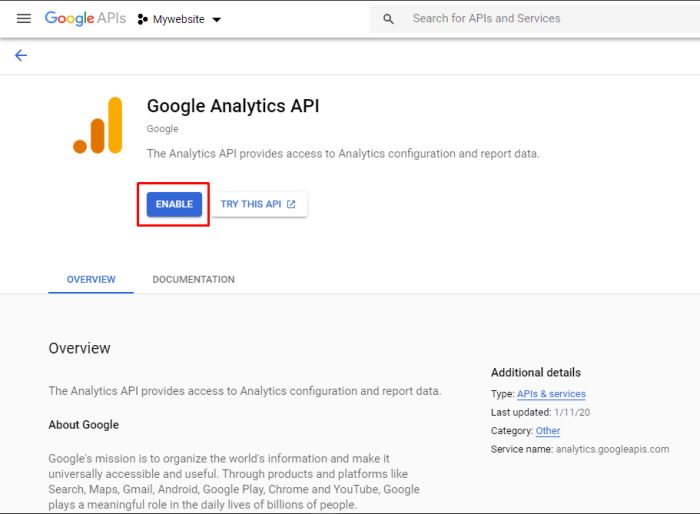 Google APIs Mywebsite Search for APIs and Services
Google Analytics API
Google
The Analytics API provides access to Analytics configuration and report data.
ENABLE TRY THIS API
OVERVIEW DOCUMENTATION
Overview
The Analytics API provides access to Analytics configuration and report data.
About Google
Google's mission is to organize the world's information and make it
universally accessible and useful. Through products and platforms like
Search, Maps, Gmail, Android, Google Play, Chrome and YouTube, Google
plays a meaningful role in the daily lives of billions of people.
Additional details
Type: APIs & services
Last updated: 1/11/20
Category: Other
Service name: analytics.googleapis.com